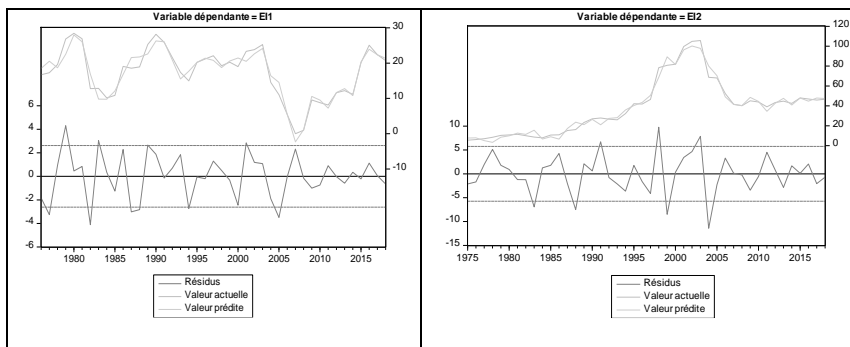 Variable dépendante = EI1
30
20
10
0
-10
6
4
2
0
-2
-4
-6
1980 1985 1990 1995 2000 2005 2010 2015
Résidus
Valeur actuelle
Valeur prédite
Variable dépendante = EI2
120
100
80
60
40
20
0
10
5
0
-5
-10
-15
1975 1980 1985 1990 1995 2000 2005 2010 2015
Résidus
Valeur actuelle
Valeur prédite